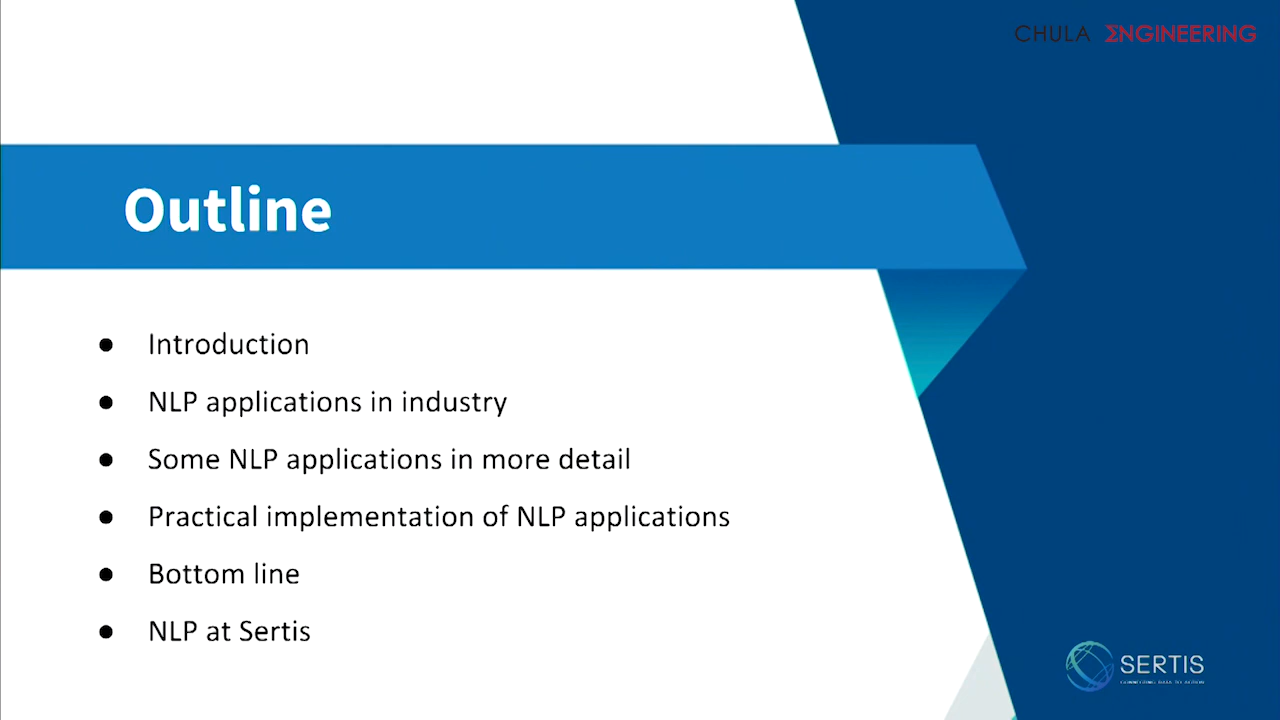 CHULA ΣNGINEERING
Outline
● Introduction
● NLP applications in industry
● Some NLP applications in more detail
● Practical implementation of NLP applications
● Bottom line
● NLP at Sertis
SERTIS